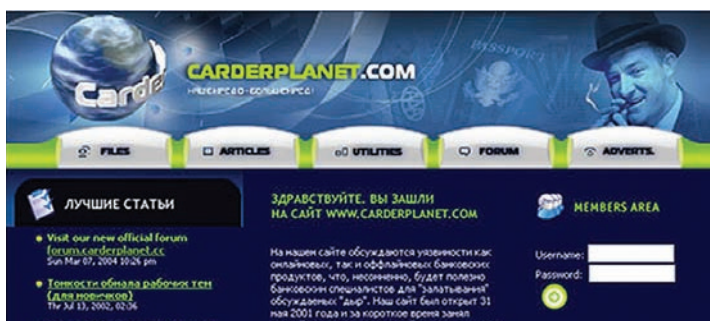 Carder
CARDERPLANET.COM
PASSPORT
FILES
ARTICLES
UTILITIES
FORUM
ADVERTS.
ЛУЧШИЕ СТАТЬИ
Visit our new official forum
forum.carderplanet.cc
Sun Mar 07, 2004 10:26 pm
Тонкости обнала рабочих тем
(для новичков)
Thr Jul 13, 2002, 02:36
ЗДРАВСТВУЙТЕ. ВЫ ЗАШЛИ
НА САЙТ WWW.CARDERPLANET.COM
На нашем сайте обсуждаются уязвимости как
онлайновых, так и оффлайновых банковских
продуктов, что, несомненно, будет полезно
банковским специалистов для "залатывания"
обсуждаемых "дыр". Наш сайт был открыт 31
мая 2001 года и за короткое время занял
MEMBERS AREA
Username:
Password: